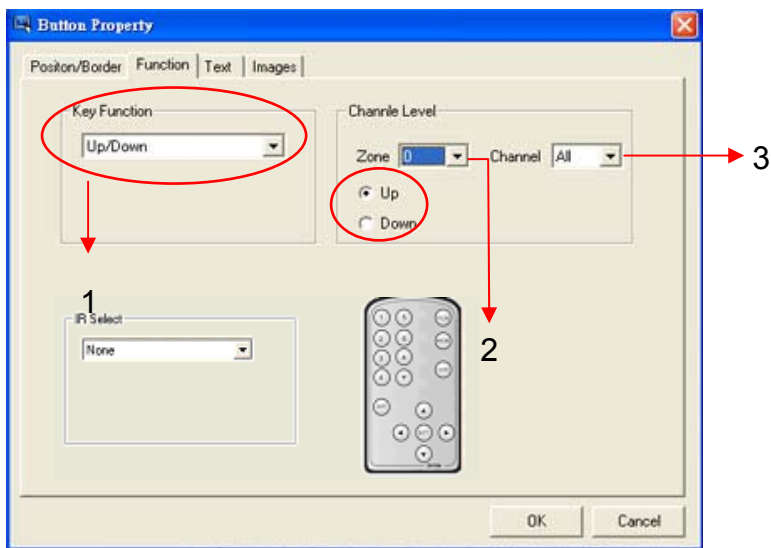 Button Property
Positon/Border Function Text Images
Key Function
Up/Down
Channle Level
Zone 0 Channel All
Up
Down
3
1
2
IR Select
None
OK Cancel